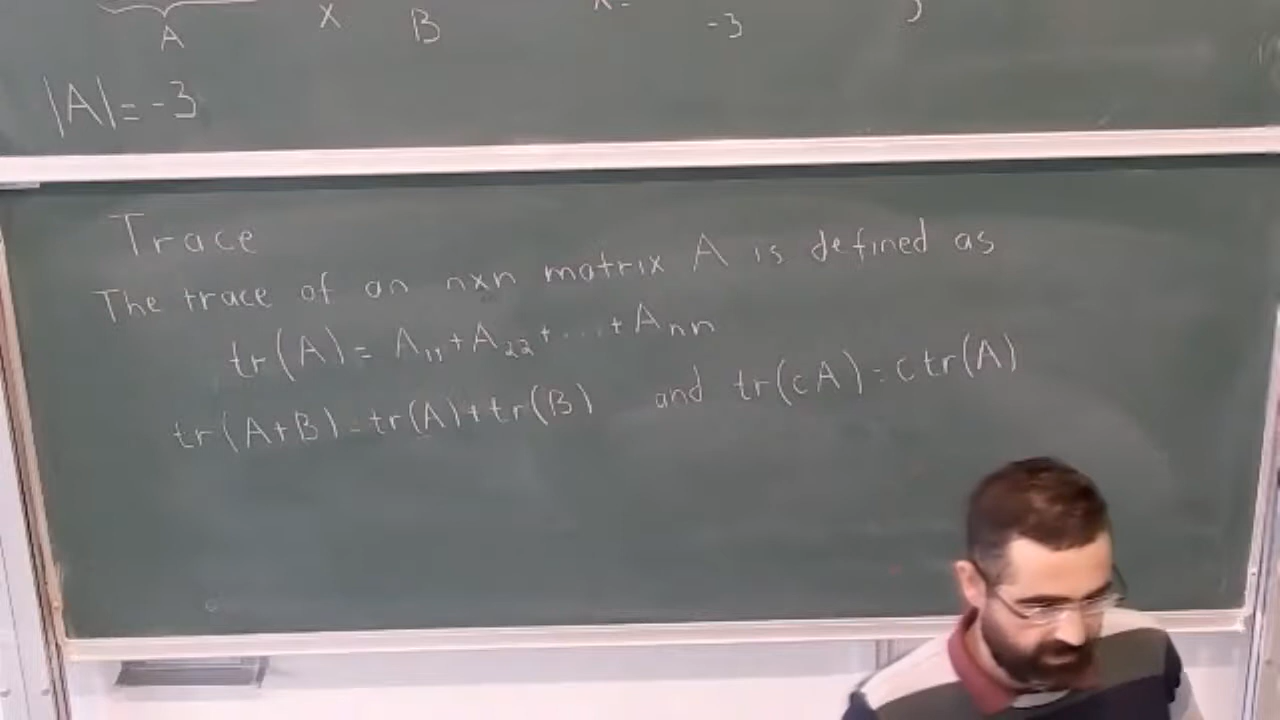 A X B -3
|A| = -3
Trace
The trace of an nxn matrix A is defined as
tr(A) = A₁₁ + A₂₂ + ... + Aₙₙ
tr(A+B) = tr(A) + tr(B) and tr(cA) = c tr(A)